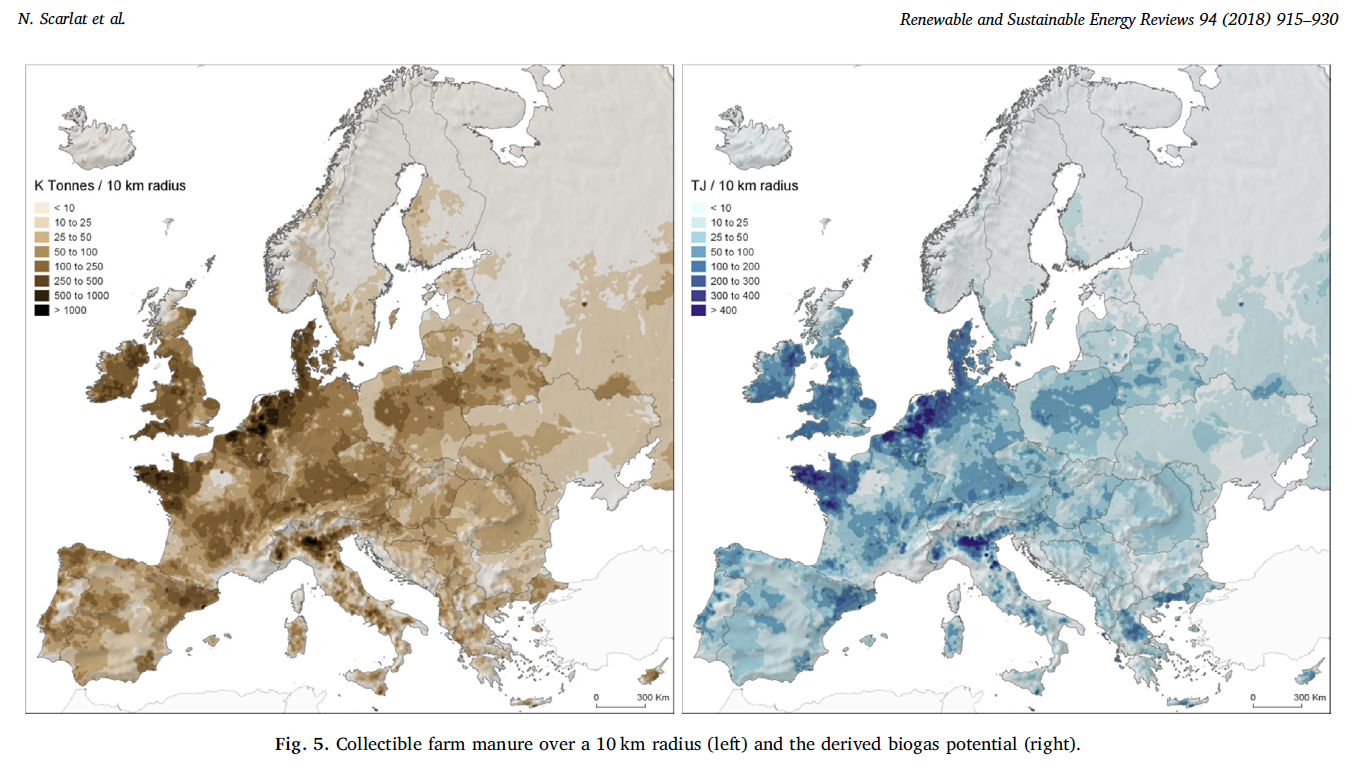 N. Scarlat et al.
Renewable and Sustainable Energy Reviews 94 (2018) 915–930
K Tonnes / 10 km radius
< 10
10 to 25
25 to 50
50 to 100
100 to 250
250 to 500
500 to 1000
> 1000
0 300 Km
TJ / 10 km radius
< 10
10 to 25
25 to 50
50 to 100
100 to 200
200 to 300
300 to 400
> 400
0 300 Km
Fig. 5. Collectible farm manure over a 10 km radius (left) and the derived biogas potential (right).